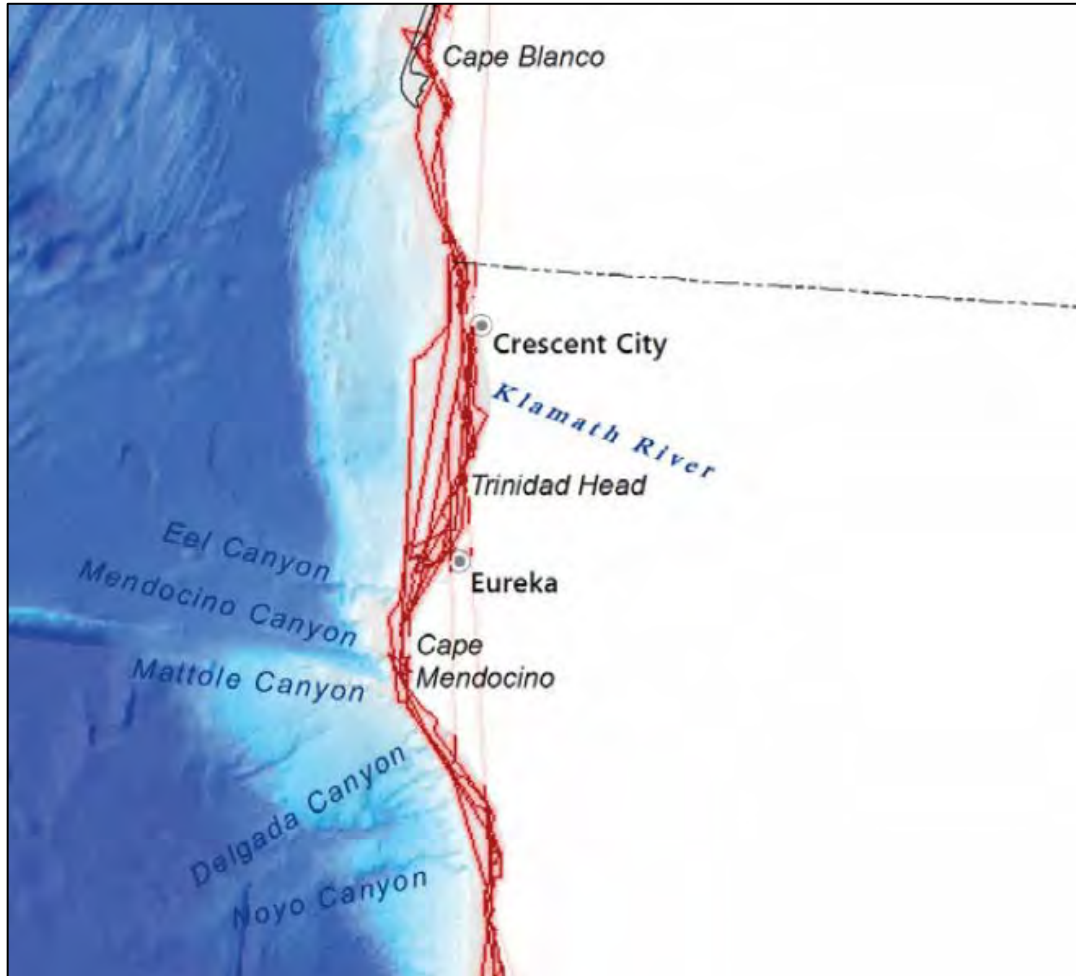 Cape Blanco
Crescent City
Klamath River
Trinidad Head
Eel Canyon
Eureka
Mendocino Canyon
Cape
Mendocino
Mattole Canyon
Delgada Canyon
Noyo Canyon